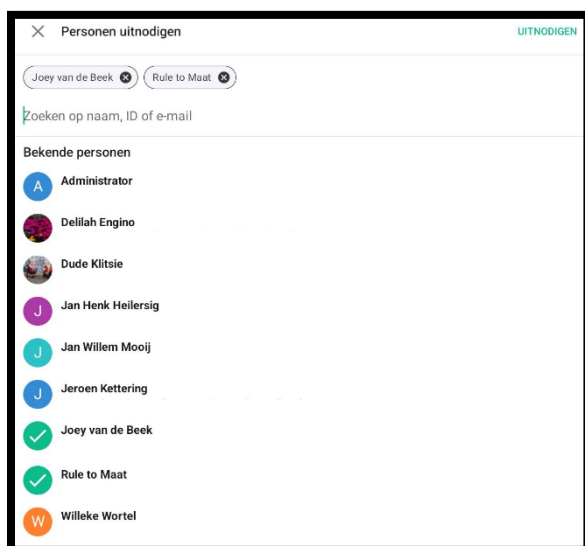 Personen uitnodigen UITNODIGEN
Joey van de Beek Rule to Maat
Zoeken op naam, ID of e-mail
Bekende personen
A Administrator
Delilah Engino
Dude Klitsie
J Jan Henk Heilersig
J Jan Willem Mooij
J Jeroen Kettering
Joey van de Beek
Rule to Maat
W Willeke Wortel